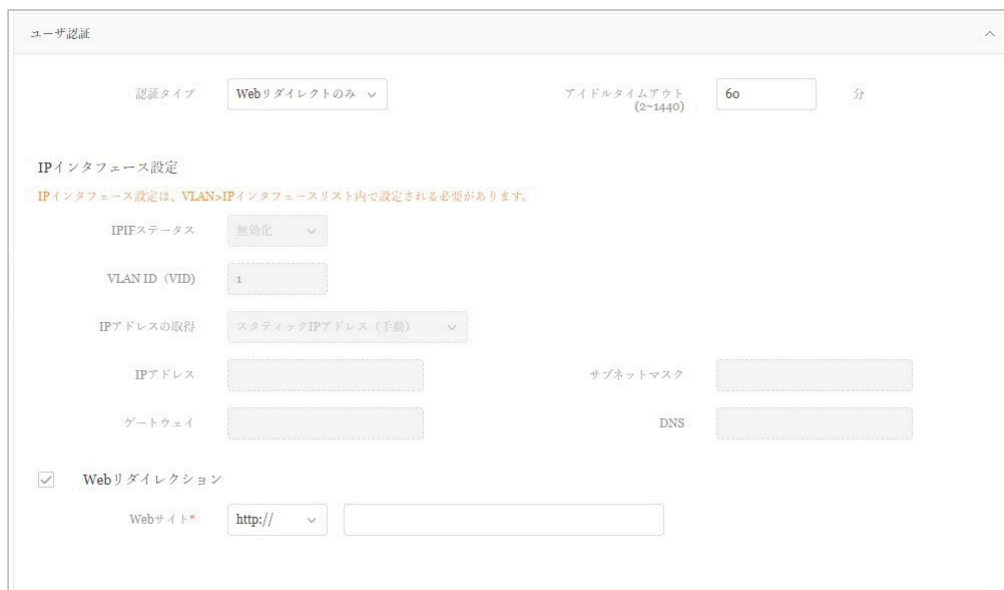 ユーザ認証
認証タイプ Webリダイレクトのみ アイドルタイムアウト 60 分
(2~1440)
IPインタフェース設定
IPインタフェース設定は、VLAN>IPインタフェースリスト内で設定される必要があります。
IPIFステータス 無効化
VLAN ID（VID） 1
IPアドレスの取得 スタティックIPアドレス（手動）
IPアドレス サブネットマスク
ゲートウェイ DNS
Webリダイレクション
Webサイト* http://